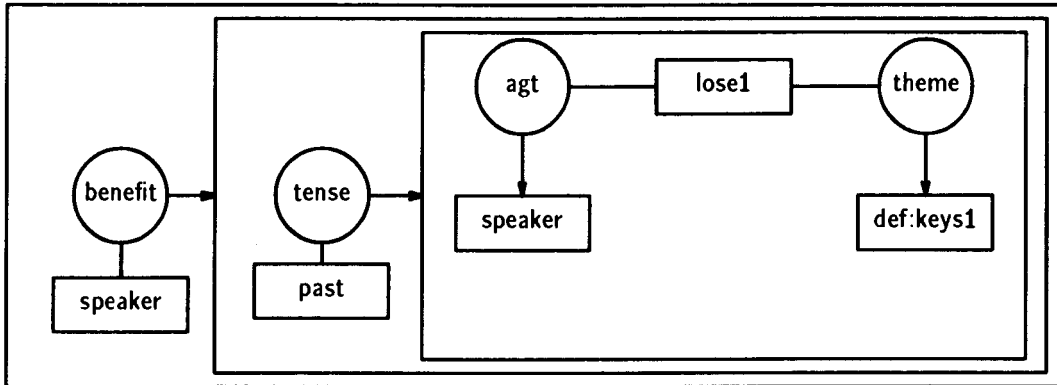 agt
lose1
theme
benefit
tense
speaker
def:keys1
speaker
past